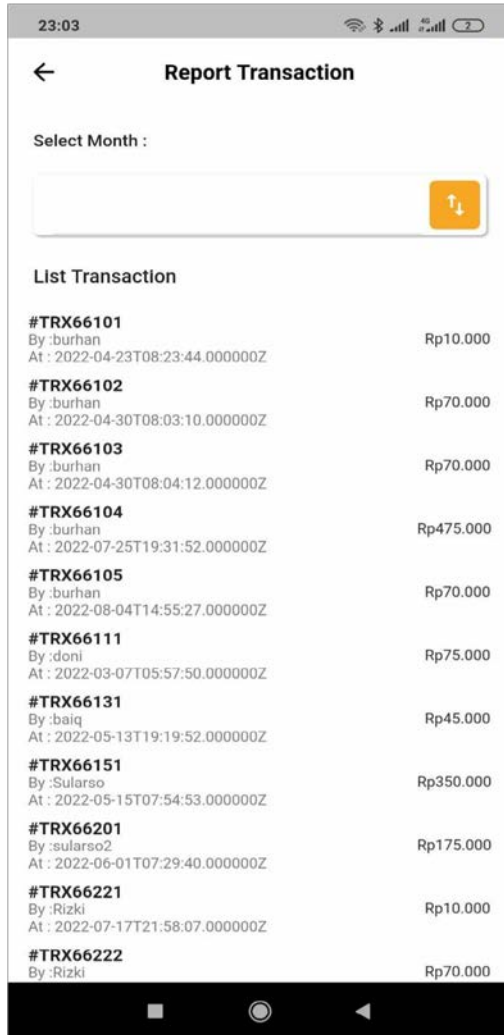 23:03
4G
2
Report Transaction
Select Month :
List Transaction
#TRX66101
By :burhan
Rp10.000
At : 2022-04-23T08:23:44.000000Z
#TRX66102
By :burhan
Rp70.000
At : 2022-04-30T08:03:10.000000Z
#TRX66103
By :burhan
Rp70.000
At : 2022-04-30T08:04:12.000000Z
#TRX66104
By :burhan
Rp475.000
At : 2022-07-25T19:31:52.000000Z
#TRX66105
By :burhan
Rp70.000
At : 2022-08-04T14:55:27.000000Z
#TRX66111
By :doni
Rp75.000
At : 2022-03-07T05:57:50.000000Z
#TRX66131
By :baiq
Rp45.000
At : 2022-05-13T19:19:52.000000Z
#TRX66151
By :Sularso
Rp350.000
At : 2022-05-15T07:54:53.000000Z
#TRX66201
By :sularso2
Rp175.000
At : 2022-06-01T07:29:40.000000Z
#TRX66221
By :Rizki
Rp10.000
At : 2022-07-17T21:58:07.000000Z
#TRX66222
By :Rizki
Rp70.000